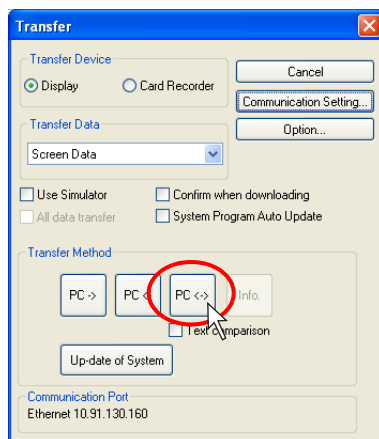 Transfer
Transfer Device
Display
Card Recorder
Cancel
Communication Setting...
Option...
Transfer Data
Screen Data
Use Simulator
Confirm when downloading
All data transfer
System Program Auto Update
Transfer Method
PC ->
PC <
PC <->
Info.
Text comparison
Up-date of System
Communication Port
Ethernet 10.91.130.160